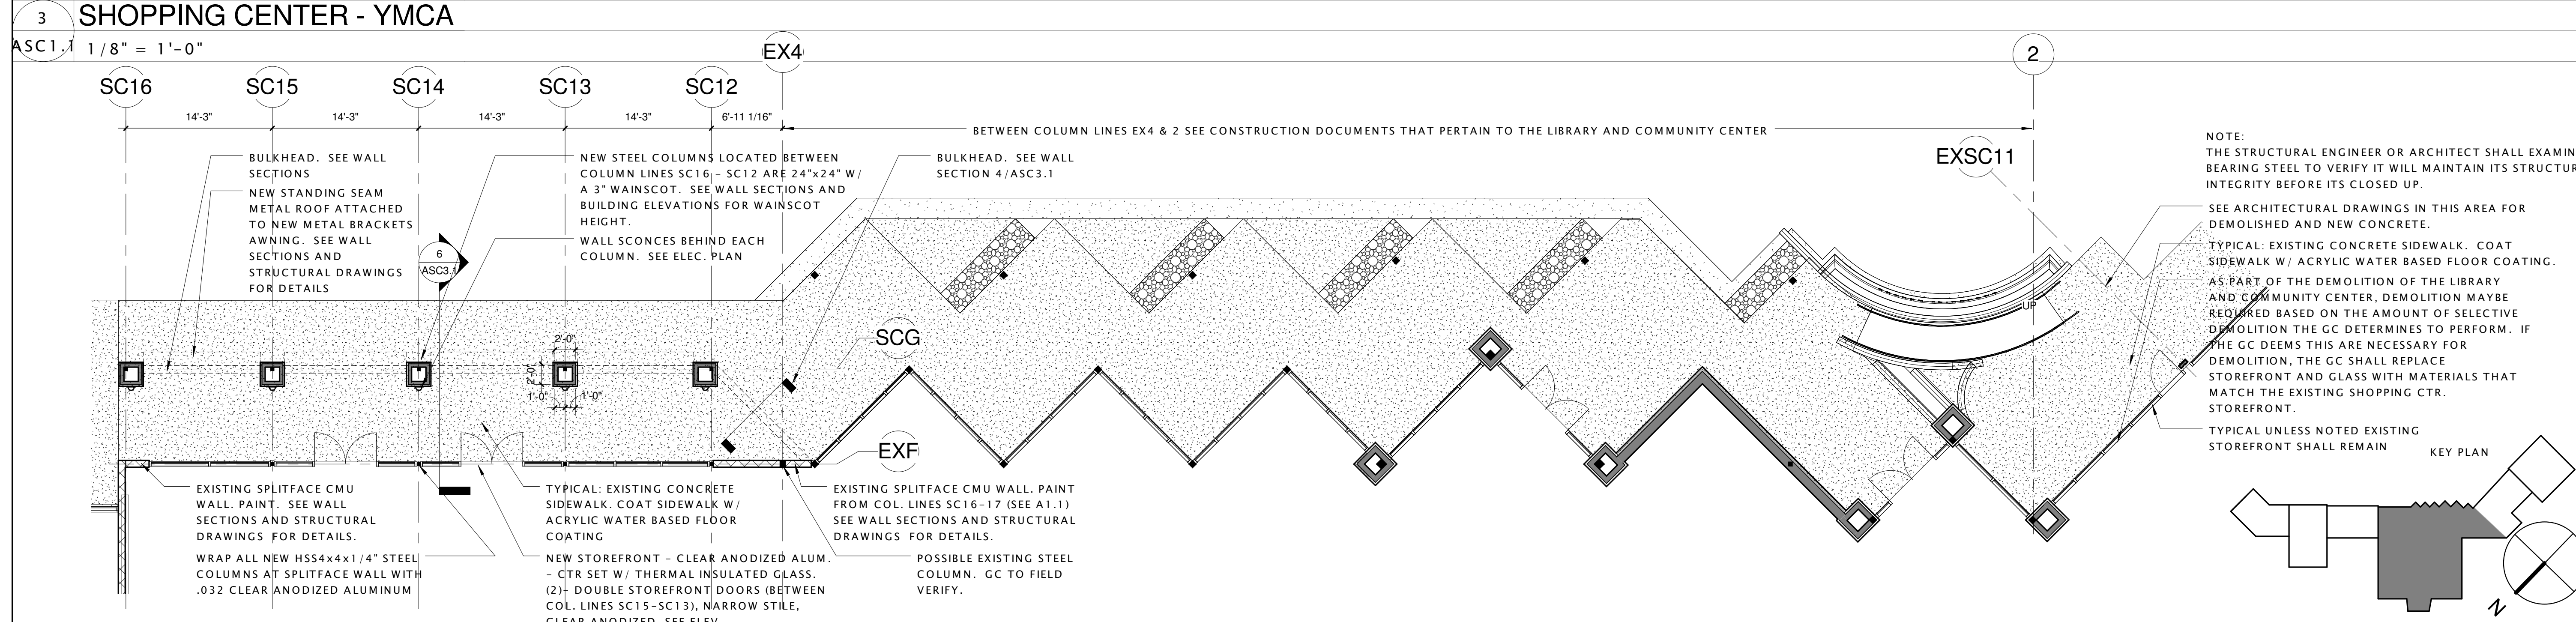 3
SHOPPING CENTER - YMCA
ASC1.1
1/8" = 1'-0"
EX4
2
SC16
SC15
SC14
SC13
SC12
14'-3"
14'-3"
14'-3"
14'-3"
6'-11 1/16"
BETWEEN COLUMN LINES EX4 & 2 SEE CONSTRUCTION DOCUMENTS THAT PERTAIN TO THE LIBRARY AND COMMUNITY CENTER
EXSC11
BULKHEAD. SEE WALL
SECTIONS
NEW STANDING SEAM
METAL ROOF ATTACHED
TO NEW METAL BRACKETS
AWNING. SEE WALL
SECTIONS AND
STRUCTURAL DRAWINGS
FOR DETAILS
6
ASC3.1
NEW STEEL COLUMNS LOCATED BETWEEN
COLUMN LINES SC16 - SC12 ARE 24"x24" W/
A 3" WAINSCOT. SEE WALL SECTIONS AND
BUILDING ELEVATIONS FOR WAINSCOT
HEIGHT.
WALL SCONCES BEHIND EACH
COLUMN. SEE ELEC. PLAN
BULKHEAD. SEE WALL
SECTION 4/ASC3.1
NOTE:
THE STRUCTURAL ENGINEER OR ARCHITECT SHALL
BEARING STEEL TO VERIFY IT WILL MAINTAIN ITS
INTEGRITY BEFORE ITS CLOSED UP.
SEE ARCHITECTURAL DRAWINGS IN THIS AREA FOR
DEMOLISHED AND NEW CONCRETE.
TYPICAL: EXISTING CONCRETE SIDEWALK. COAT
SIDEWALK W/ ACRYLIC WATER BASED FLOOR COATING.
AS PART OF THE DEMOLITION OF THE LIBRARY
AND COMMUNITY CENTER, DEMOLITION MAYBE
REQUIRED BASED ON THE AMOUNT OF SELECTIVE
DEMOLITION THE GC DETERMINES TO PERFORM. IF
THE GC DEEMS THIS ARE NECESSARY FOR
DEMOLITION, THE GC SHALL REPLACE
STOREFRONT AND GLASS WITH MATERIALS THAT
MATCH THE EXISTING SHOPPING CTR.
STOREFRONT.
TYPICAL UNLESS NOTED EXISTING
STOREFRONT SHALL REMAIN
UP
2'-0"
2'-0"
1'-0"
1'-0"
SCG
EXF
EXISTING SPLITFACE CMU
WALL. PAINT. SEE WALL
SECTIONS AND STRUCTURAL
DRAWINGS FOR DETAILS.
WRAP ALL NEW HSS4x4x1/4" STEEL
COLUMNS AT SPLITFACE WALL WITH
.032 CLEAR ANODIZED ALUMINUM
TYPICAL: EXISTING CONCRETE
SIDEWALK. COAT SIDEWALK W/
ACRYLIC WATER BASED FLOOR
COATING
NEW STOREFRONT - CLEAR ANODIZED ALUM.
- CTR SET W/ THERMAL INSULATED GLASS.
(2)- DOUBLE STOREFRONT DOORS (BETWEEN
COL. LINES SC15-SC13), NARROW STILE,
CLEAR ANODIZED. SEE ELEV.
EXISTING SPLITFACE CMU WALL. PAINT
FROM COL. LINES SC16-17 (SEE A1.1)
SEE WALL SECTIONS AND STRUCTURAL
DRAWINGS FOR DETAILS.
POSSIBLE EXISTING STEEL
COLUMN. GC TO FIELD
VERIFY.
KEY PLAN
N